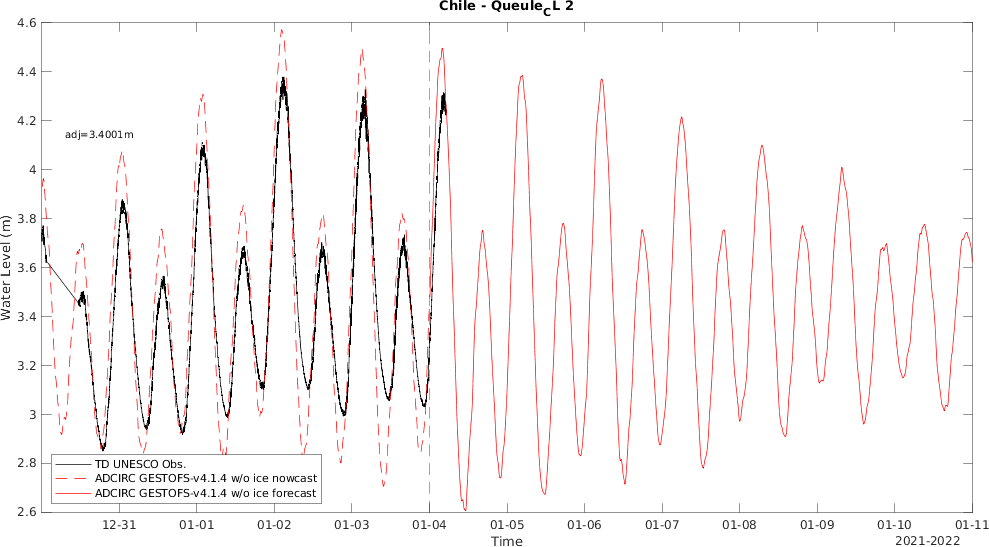 Chile - Queule_CL 2
4.6
4.4
4.2
4
3.8
3.6
3.4
3.2
3
2.8
2.6
Water Level (m)
adj=3.4001m
TD UNESCO Obs.
ADCIRC GESTOFS-v4.1.4 w/o ice nowcast
ADCIRC GESTOFS-v4.1.4 w/o ice forecast
12-31 01-01 01-02 01-03 01-04 01-05 01-06 01-07 01-08 01-09 01-10 01-11
Time
2021-2022